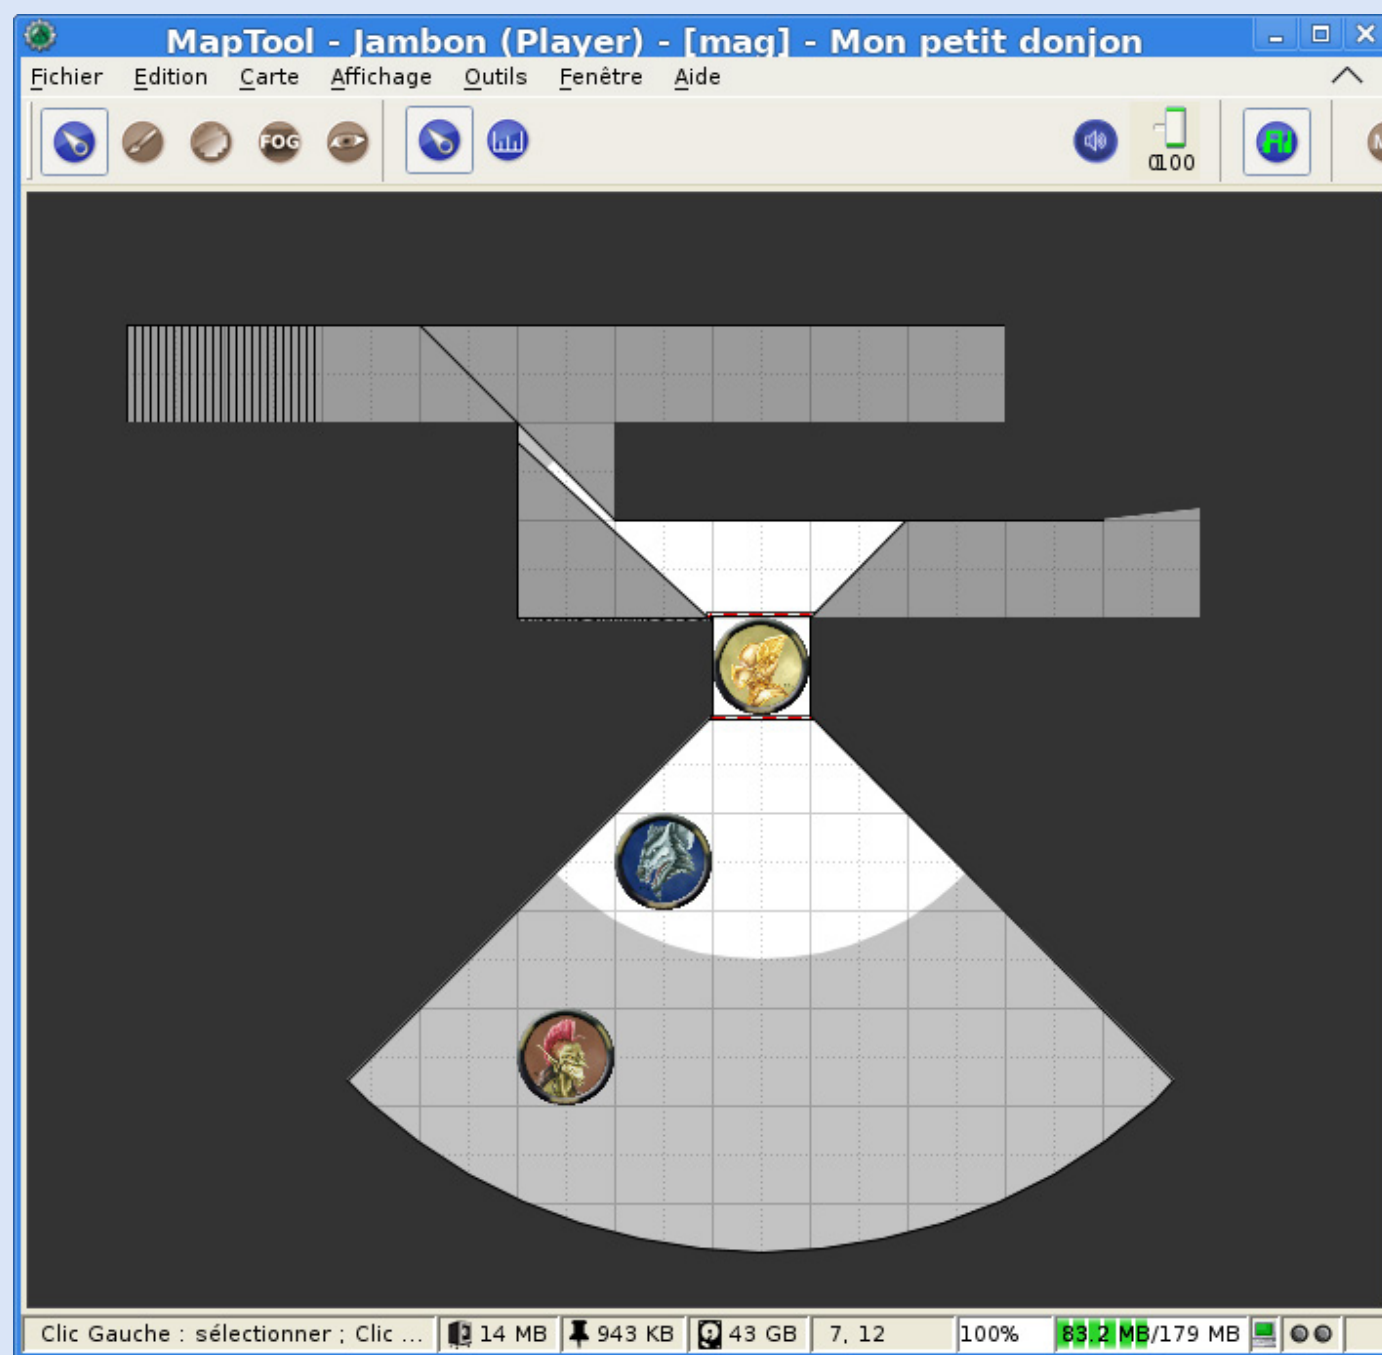 MapTool - Jambon (Player) - [mag] - Mon petit donjon
Fichier Edition Carte Affichage Outils Fenêtre Aide
FOG
Clic Gauche : sélectionner ; Clic ... 14 MB 943 KB 43 GB 7, 12 100% 83.2 MB/179 MB